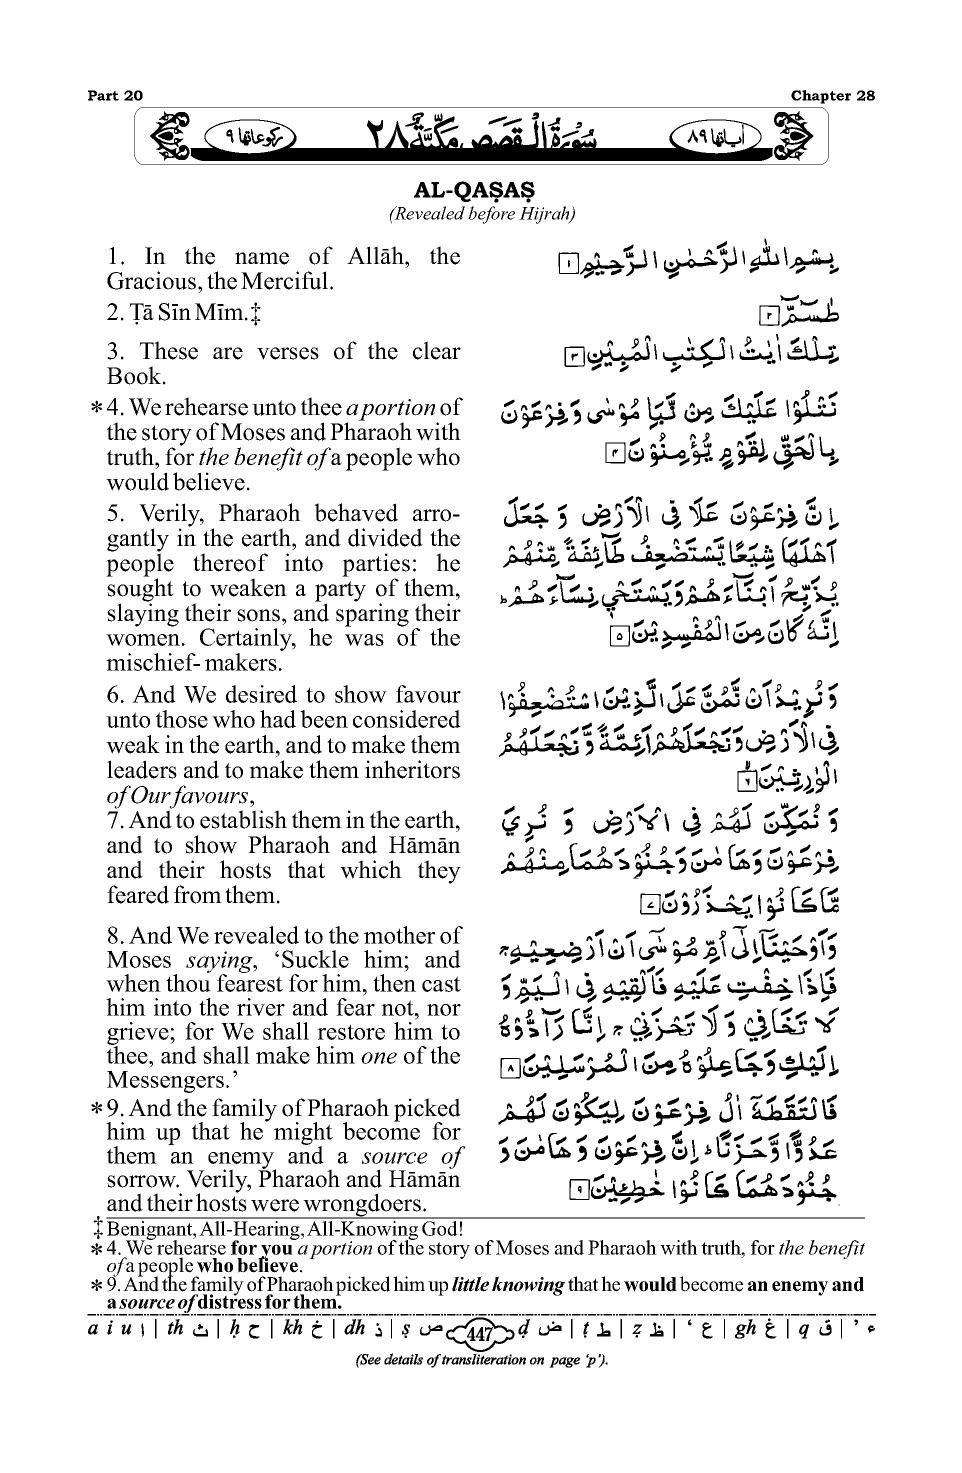 Part 20
Chapter 28
رکوعاتها ۹
سُوْرَةُ الْقَصَصِ مَكِّيَّةٌ ۲۸
اٰیاتها ۸۹
AL-QAṢAṢ
(Revealed before Hijrah)
1. In the name of Allāh, the
Gracious, the Merciful.
2. Ṭā Sīn Mīm.‡
3. These are verses of the clear
Book.
*4. We rehearse unto thee a portion of
the story of Moses and Pharaoh with
truth, for the benefit of a people who
would believe.
5. Verily, Pharaoh behaved arro-
gantly in the earth, and divided the
people thereof into parties: he
sought to weaken a party of them,
slaying their sons, and sparing their
women. Certainly, he was of the
mischief- makers.
6. And We desired to show favour
unto those who had been considered
weak in the earth, and to make them
leaders and to make them inheritors
of Our favours,
7. And to establish them in the earth,
and to show Pharaoh and Hāmān
and their hosts that which they
feared from them.
8. And We revealed to the mother of
Moses saying, ‘Suckle him; and
when thou fearest for him, then cast
him into the river and fear not, nor
grieve; for We shall restore him to
thee, and shall make him one of the
Messengers.’
*9. And the family of Pharaoh picked
him up that he might become for
them an enemy and a source of
sorrow. Verily, Pharaoh and Hāmān
and their hosts were wrongdoers.
بِسْمِ اللّٰهِ الرَّحْمٰنِ الرَّحِيْمِ ۱
طٰسٓمّٓ ۲
تِلْكَ اٰيٰتُ الْكِتٰبِ الْمُبِيْنِ ۳
نَتْلُوْا عَلَيْكَ مِنْ نَّبَاِ مُوْسٰى وَفِرْعَوْنَ
بِالْحَقِّ لِقَوْمٍ يُّؤْمِنُوْنَ ۴
اِنَّ فِرْعَوْنَ عَلَا فِى الْاَرْضِ وَ جَعَلَ
اَهْلَهَا شِيَعًا يَّسْتَضْعِفُ طَآئِفَةً مِّنْهُمْ
يُذَبِّحُ اَبْنَآءَهُمْ وَيَسْتَحْيٖ نِسَآءَهُمْ ؕ
اِنَّهٗ كَانَ مِنَ الْمُفْسِدِيْنَ ۵
وَ نُرِيْدُ اَنْ نَّمُنَّ عَلَى الَّذِيْنَ اسْتُضْعِفُوْا
فِى الْاَرْضِ وَنَجْعَلَهُمْ اَئِمَّةً وَّ نَجْعَلَهُمُ
الْوٰرِثِيْنَ ۶
وَ نُمَكِّنَ لَهُمْ فِى الْاَرْضِ وَ نُرِيَ
فِرْعَوْنَ وَهَامٰنَ وَجُنُوْدَهُمَا مِنْهُمْ
مَّا كَانُوْا يَحْذَرُوْنَ ۷
وَاَوْحَيْنَآ اِلٰٓى اُمِّ مُوْسٰٓى اَنْ اَرْضِعِيْهِ ۚ
فَاِذَا خِفْتِ عَلَيْهِ فَاَلْقِيْهِ فِى الْيَمِّ وَ
لَا تَخَافِيْ وَ لَا تَحْزَنِيْ ۚ اِنَّا رَآدُّوْهُ
اِلَيْكِ وَجَاعِلُوْهُ مِنَ الْمُرْسَلِيْنَ ۸
فَالْتَقَطَهٗٓ اٰلُ فِرْعَوْنَ لِيَكُوْنَ لَهُمْ
عَدُوًّا وَّحَزَنًا ؕ اِنَّ فِرْعَوْنَ وَ هَامٰنَ وَ
جُنُوْدَهُمَا كَانُوْا خٰطِـِٕيْنَ ۹
‡ Benignant, All-Hearing, All-Knowing God!
* 4. We rehearse for you a portion of the story of Moses and Pharaoh with truth, for the benefit
of a people who believe.
* 9. And the family of Pharaoh picked him up little knowing that he would become an enemy and
a source of distress for them.
a i u ا | th ث | ḥ ح | kh خ | dh ذ | ṣ ص 447 ḍ ض | ṭ ط | ẓ ظ | ‘ ع | gh غ | q ق | ’ ء
(See details of transliteration on page ‘p’).